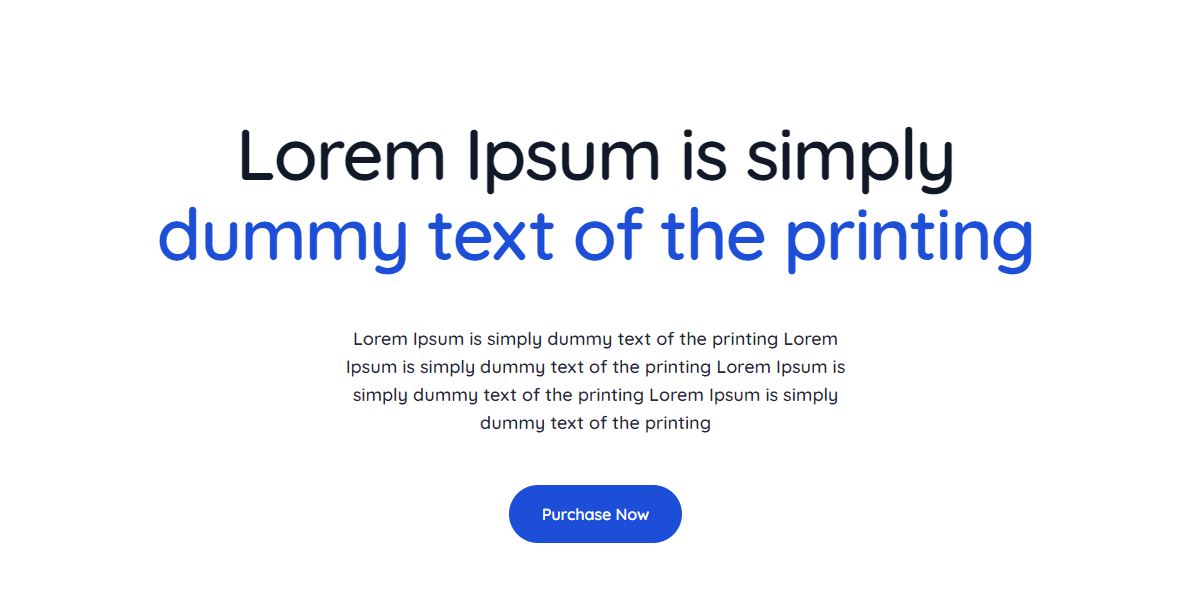 Lorem Ipsum is simply
dummy text of the printing
Lorem Ipsum is simply dummy text of the printing Lorem
Ipsum is simply dummy text of the printing Lorem Ipsum is
simply dummy text of the printing Lorem Ipsum is simply
dummy text of the printing
Purchase Now